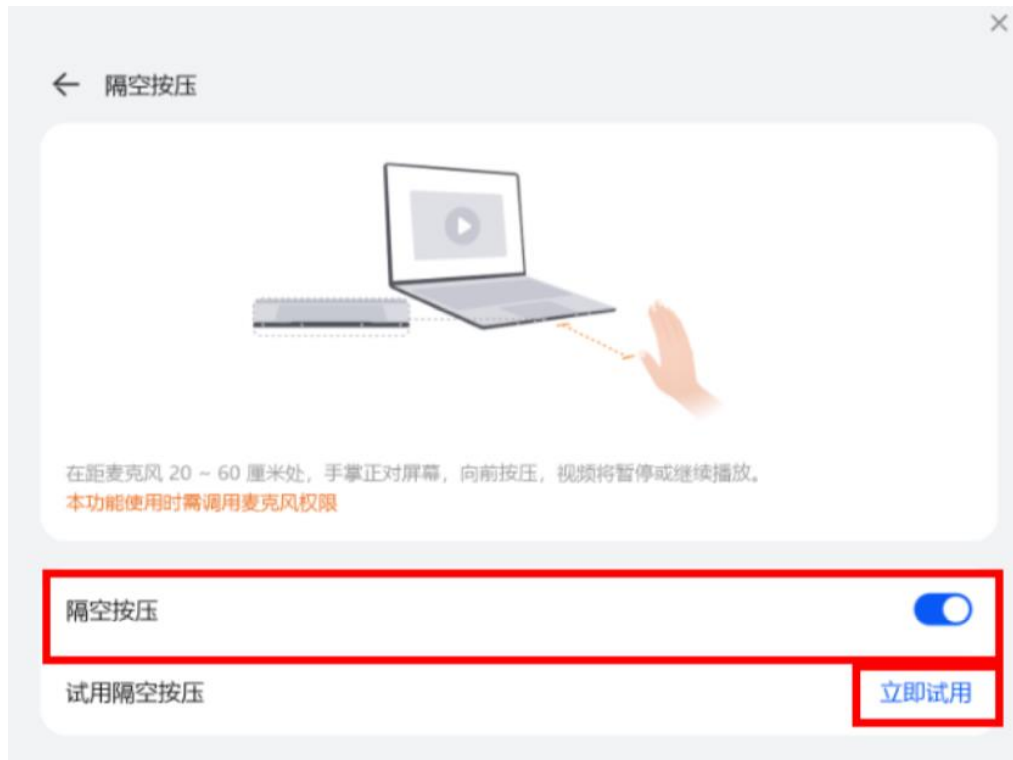 隔空按压
在距麦克风 20 ~ 60 厘米处，手掌正对屏幕，向前按压，视频将暂停或继续播放。
本功能使用时需调用麦克风权限
隔空按压
试用隔空按压
立即试用